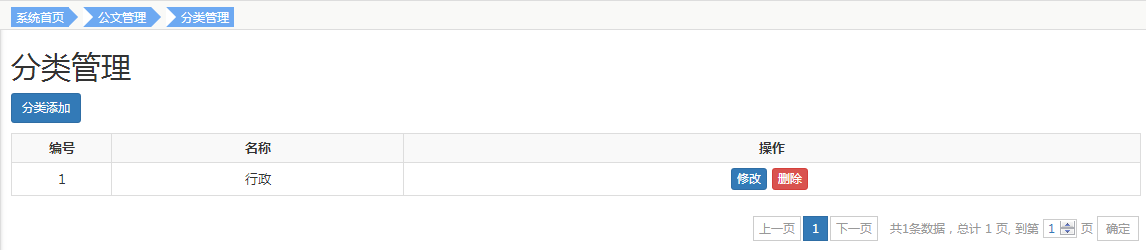 系统首页 公文管理 分类管理
分类管理
分类添加
编号 名称 操作
1 行政 修改 删除
上一页 1 下一页 共1条数据，总计 1 页, 到第 1 页 确定